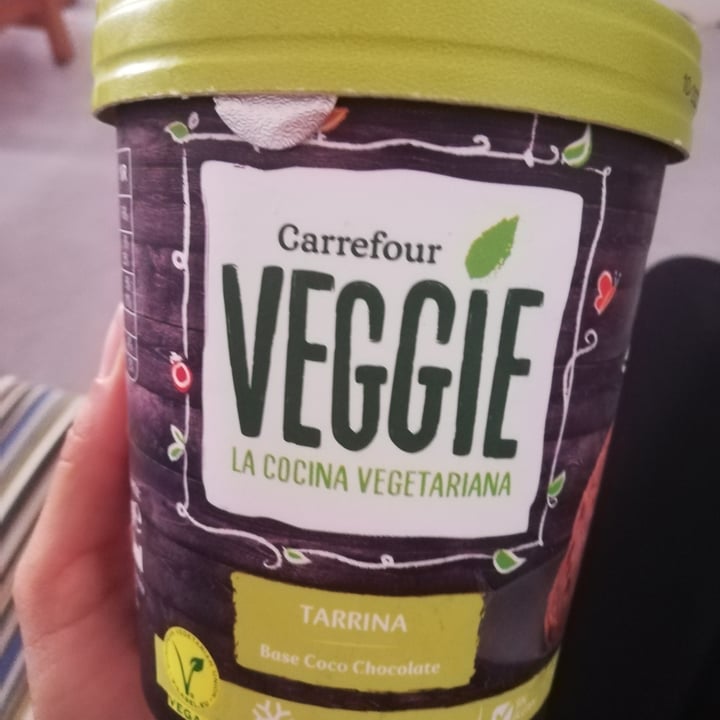 Carrefour
VEGGIE
LA COCINA VEGETARIANA
TARRINA
Base Coco Chocolate